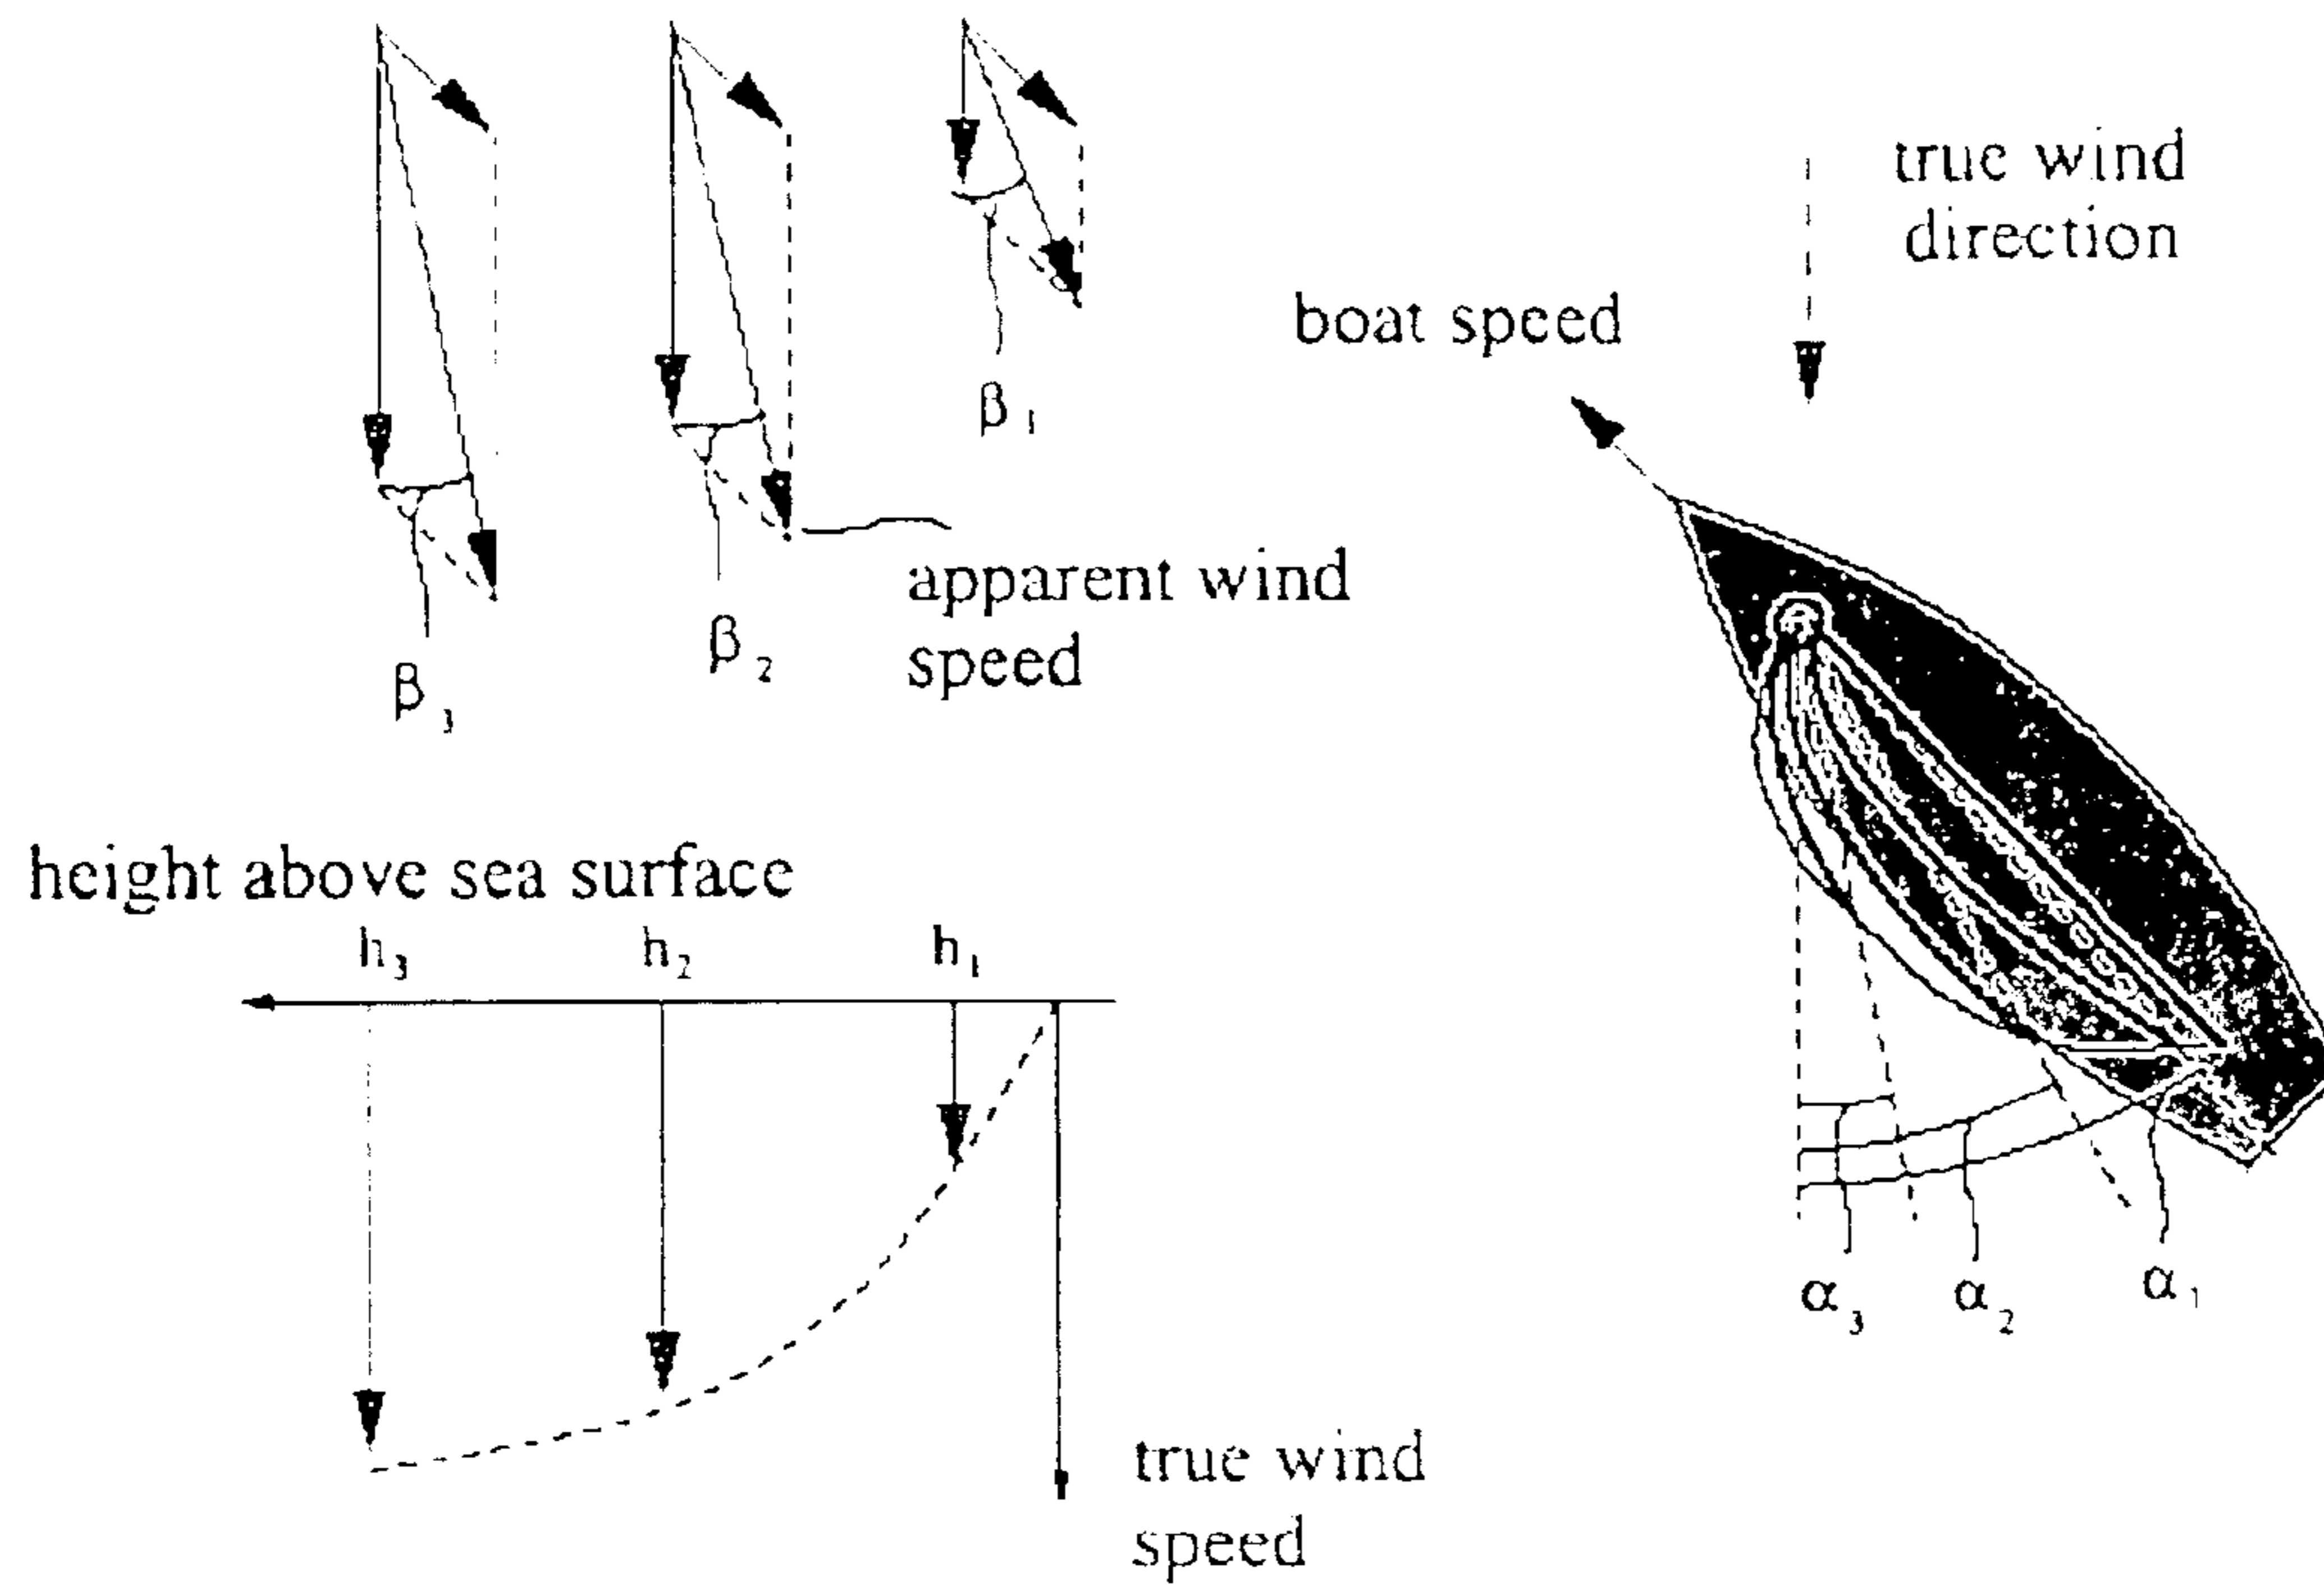 true wind
direction
boat speed
β₁
apparent wind
speed
β₂
β₃
height above sea surface
h₃ h₂ h₁
α₃ α₂ α₁
true wind
speed